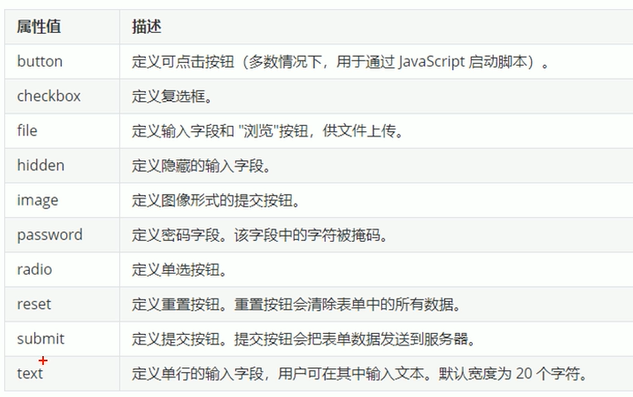 属性值 描述
button 定义可点击按钮（多数情况下，用于通过 JavaScript 启动脚本）。
checkbox 定义复选框。
file 定义输入字段和 "浏览"按钮，供文件上传。
hidden 定义隐藏的输入字段。
image 定义图像形式的提交按钮。
password 定义密码字段。该字段中的字符被掩码。
radio 定义单选按钮。
reset 定义重置按钮。重置按钮会清除表单中的所有数据。
submit 定义提交按钮。提交按钮会把表单数据发送到服务器。
text 定义单行的输入字段，用户可在其中输入文本。默认宽度为 20 个字符。